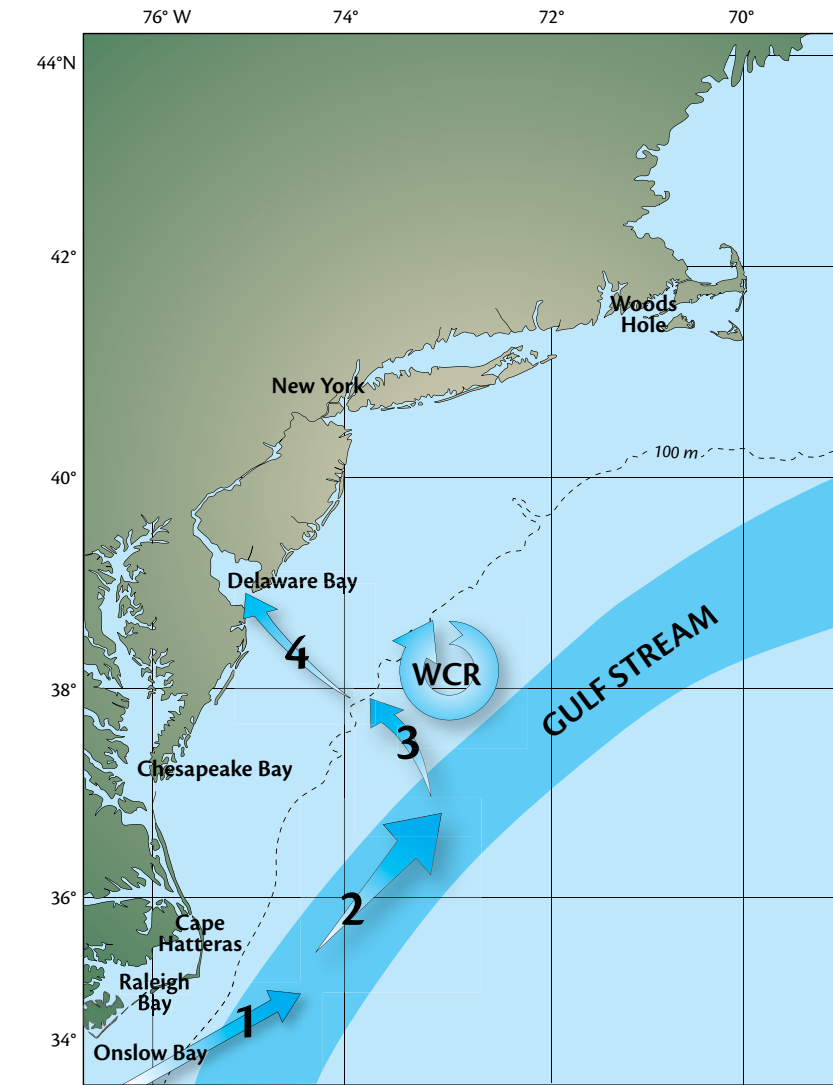 76° W 74° 72° 70°
44°N
42°
Woods
Hole
New York
100 m
40°
Delaware Bay
4
WCR
GULF STREAM
38°
3
Chesapeake Bay
36°
2
Cape
Hatteras
Raleigh
Bay
1
34°
Onslow Bay